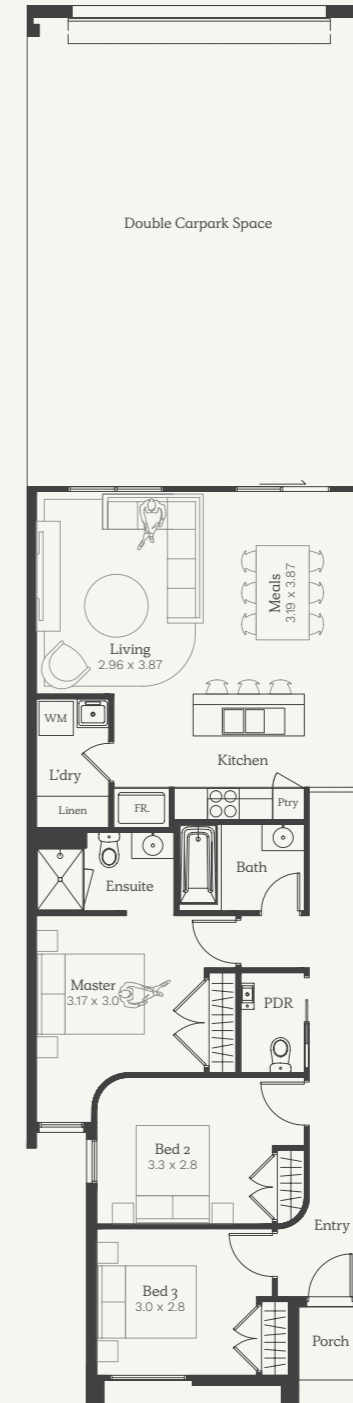 Double Carpark Space
Meals
3.19 x 3.87
Living
2.96 x 3.87
WM
Kitchen
L'dry
Linen
FR.
Ptry
Bath
Ensuite
Master
3.17 x 3.0
PDR
Bed 2
3.3 x 2.8
Entry
Bed 3
3.0 x 2.8
Porch